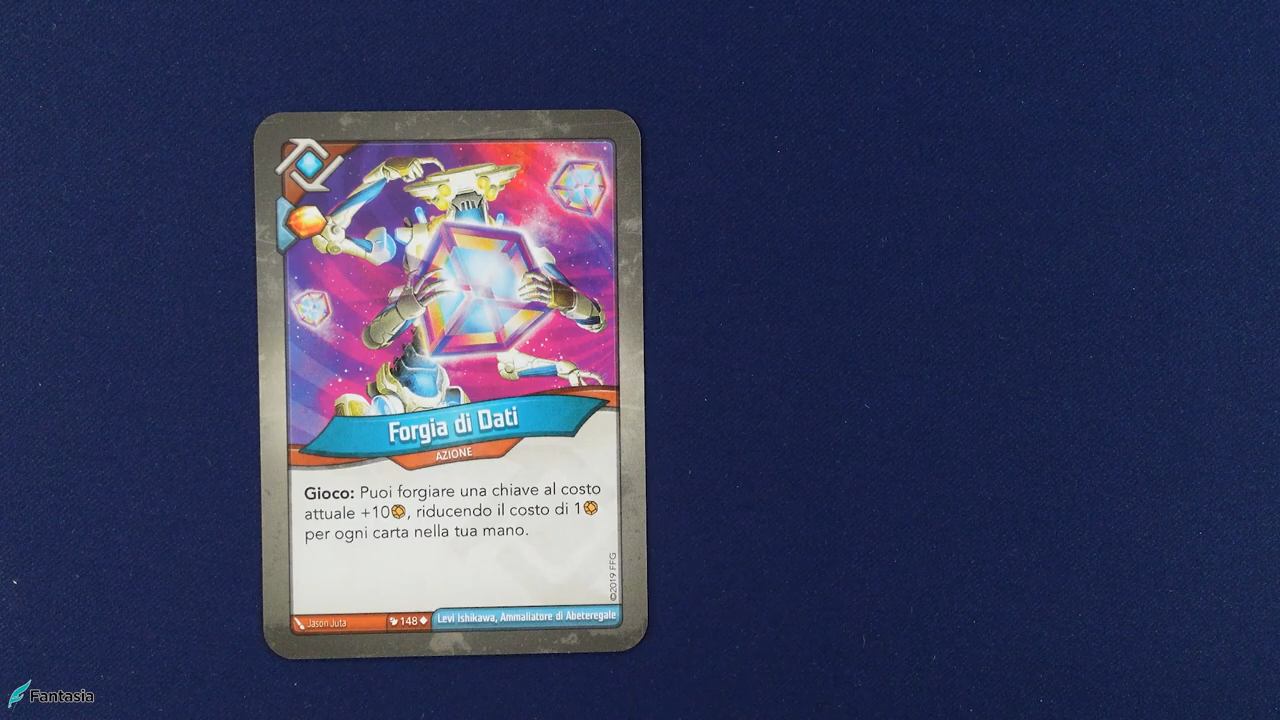 Forgia di Dati
AZIONE
Gioco: Puoi forgiare una chiave al costo
attuale +10, riducendo il costo di 1
per ogni carta nella tua mano.
©2019 FFG
Jason Juta
148
Levi Ishikawa, Ammaliatore di Abeteregale
Fantasia